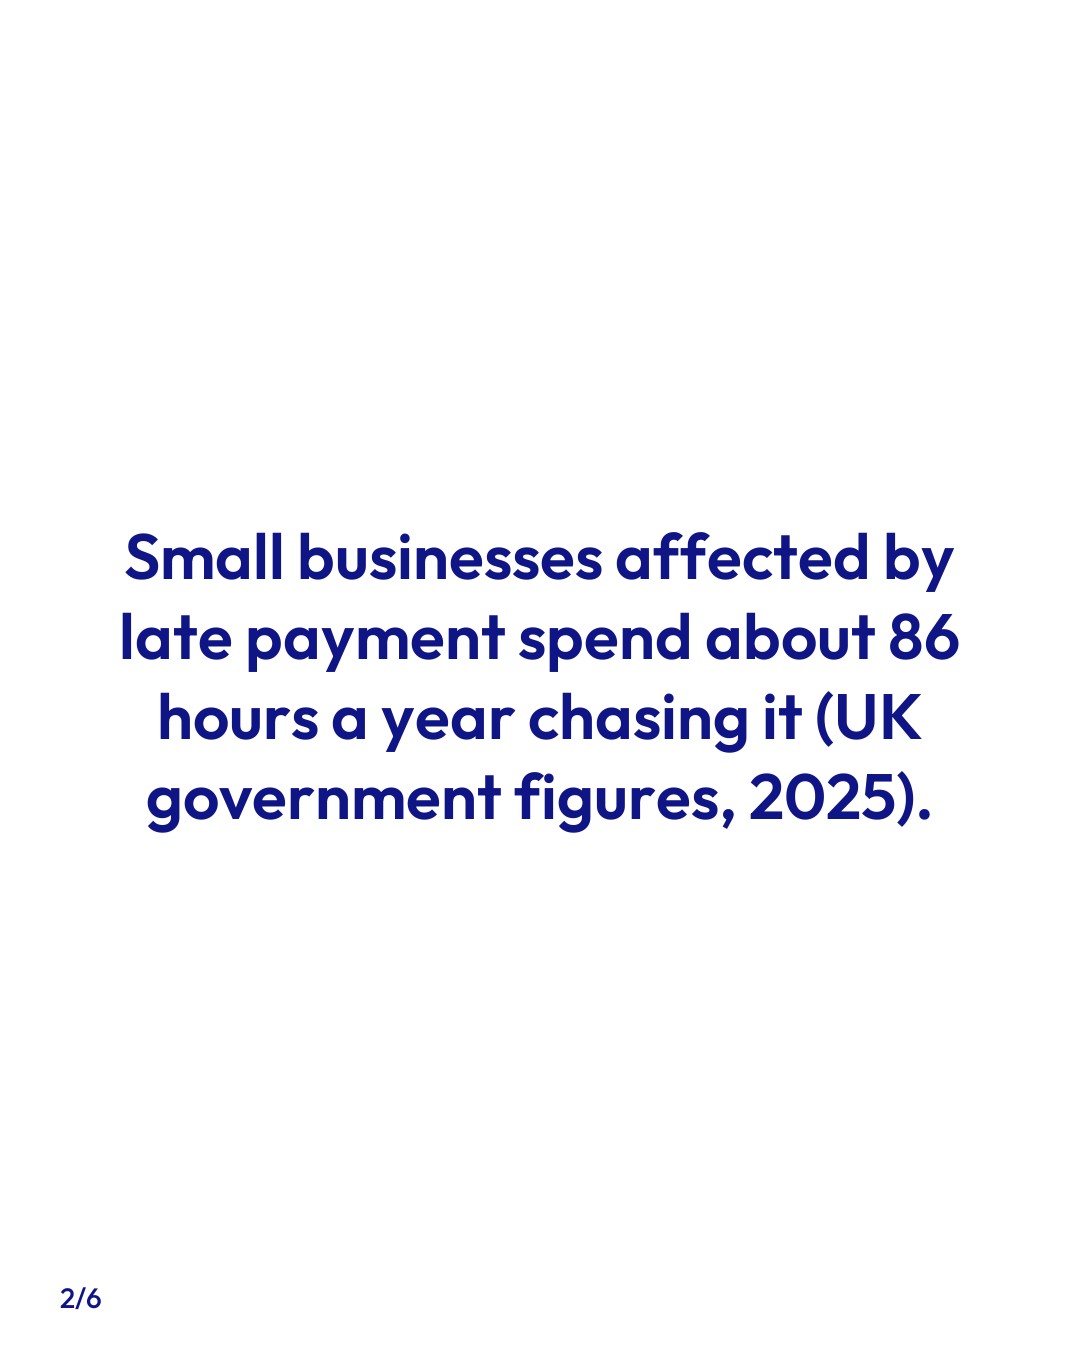 Small businesses affected by
late payment spend about 86
hours a year chasing it (UK
government figures, 2025).
2/6